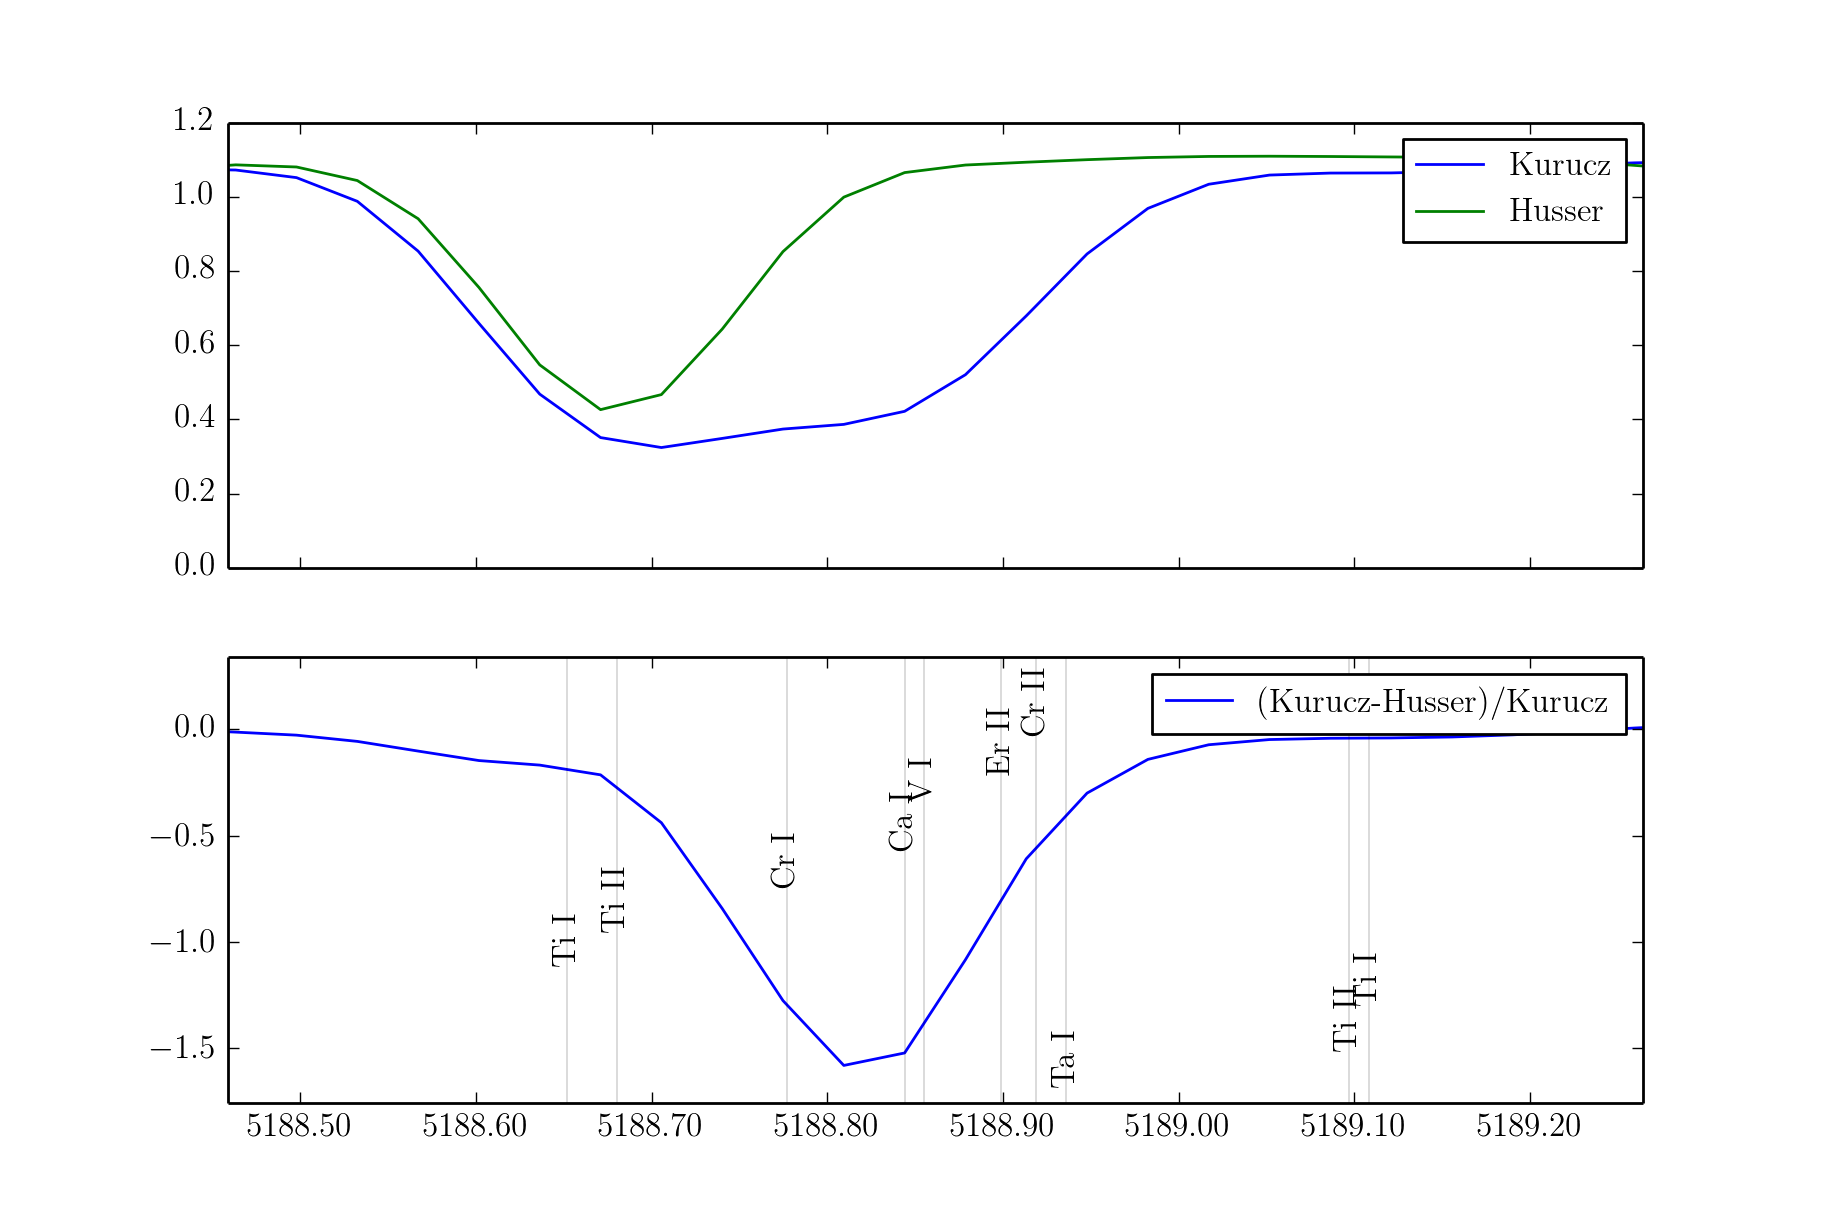 1.2
1.0
0.8
0.6
0.4
0.2
0.0
Kurucz
Husser
0.0
−0.5
−1.0
−1.5
(Kurucz-Husser)/Kurucz
Ti I
Ti II
Cr I
Ca I
V I
Er II
Cr II
Ta I
Ti II
Ti I
5188.50 5188.60 5188.70 5188.80 5188.90 5189.00 5189.10 5189.20